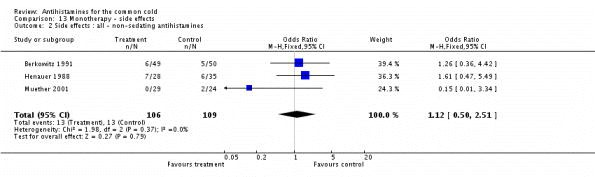 Review: Antihistamines for the common cold
Comparison: 13 Monotherapy - side effects
Outcome: 2 Side effects : all - non-sedating antihistamines
Study or subgroup Treatment Control Odds Ratio Weight Odds Ratio
n/N n/N M-H,Fixed,95% CI M-H,Fixed,95% CI
Berkowitz 1991 6/49 5/50 39.4 % 1.26 [ 0.36, 4.42 ]
Henauer 1988 7/28 6/35 36.3 % 1.61 [ 0.47, 5.49 ]
Muether 2001 0/29 2/24 24.3 % 0.15 [ 0.01, 3.34 ]
Total (95% CI) 106 109 100.0 % 1.12 [ 0.50, 2.51 ]
Total events: 13 (Treatment), 13 (Control)
Heterogeneity: Chi² = 1.98, df = 2 (P = 0.37); I² =0.0%
Test for overall effect: Z = 0.27 (P = 0.79)
0.05 0.2 1 5 20
Favours treatment Favours control